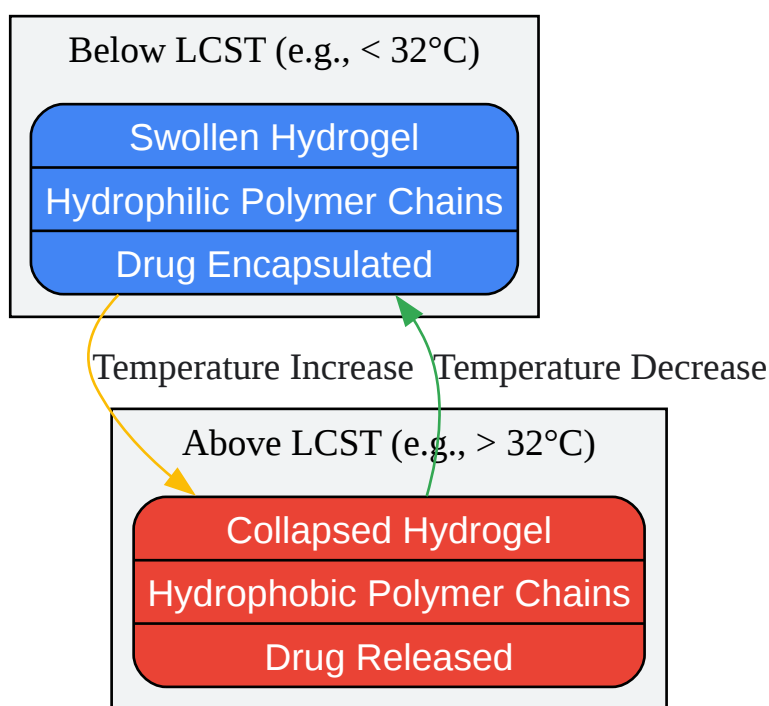 Below LCST (e.g., < 32°C)
Swollen Hydrogel
Hydrophilic Polymer Chains
Drug Encapsulated
Temperature Increase
Temperature Decrease
Above LCST (e.g., > 32°C)
Collapsed Hydrogel
Hydrophobic Polymer Chains
Drug Released